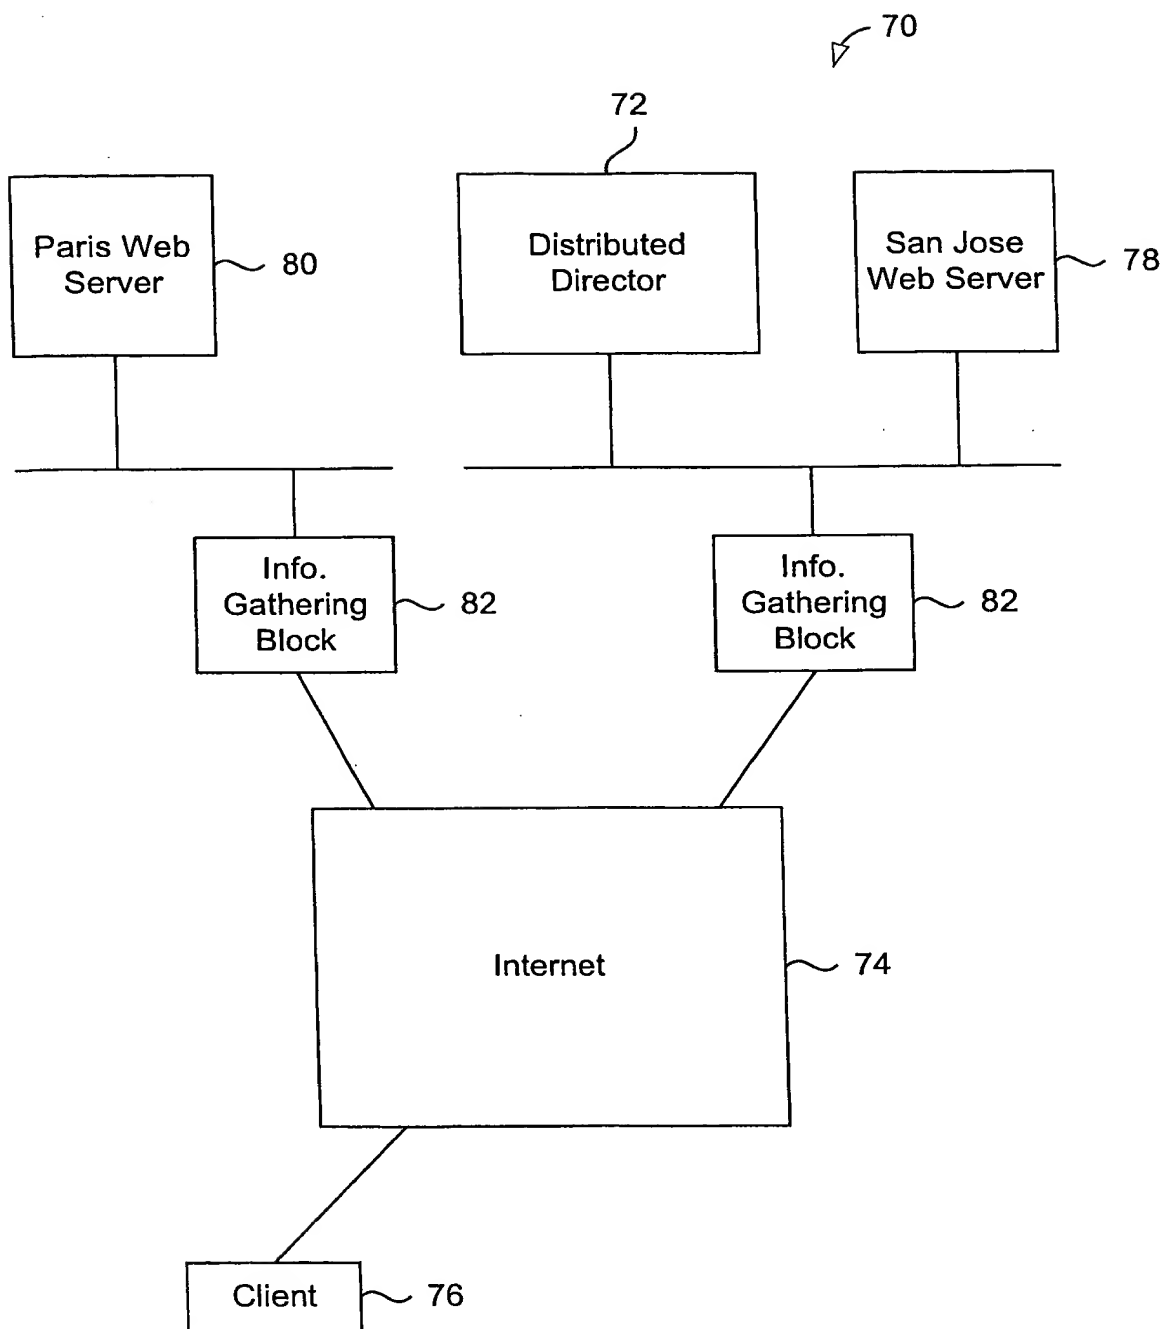 70
72
Paris Web
Server
80
Distributed
Director
San Jose
Web Server
78
Info.
Gathering
Block
82
Info.
Gathering
Block
82
Internet
74
Client
76